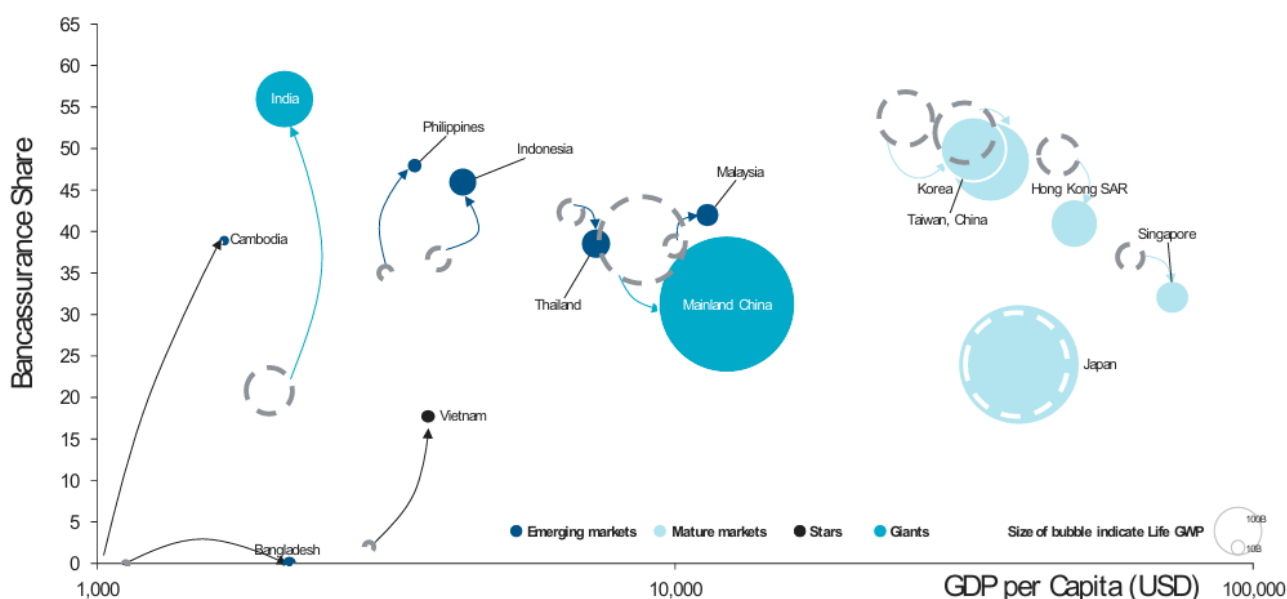 Bancassurance Share
65
60
55
50
45
40
35
30
25
20
15
10
5
0
India
Philippines
Indonesia
Malaysia
Korea
Hong Kong SAR
Taiwan, China
Singapore
Cambodia
Thailand
Mainland China
Japan
Vietnam
Bangladesh
Emerging markets
Mature markets
Stars
Giants
Size of bubble indicate Life GWP
100B
10B
1,000
10,000
GDP per Capita (USD)
100,000